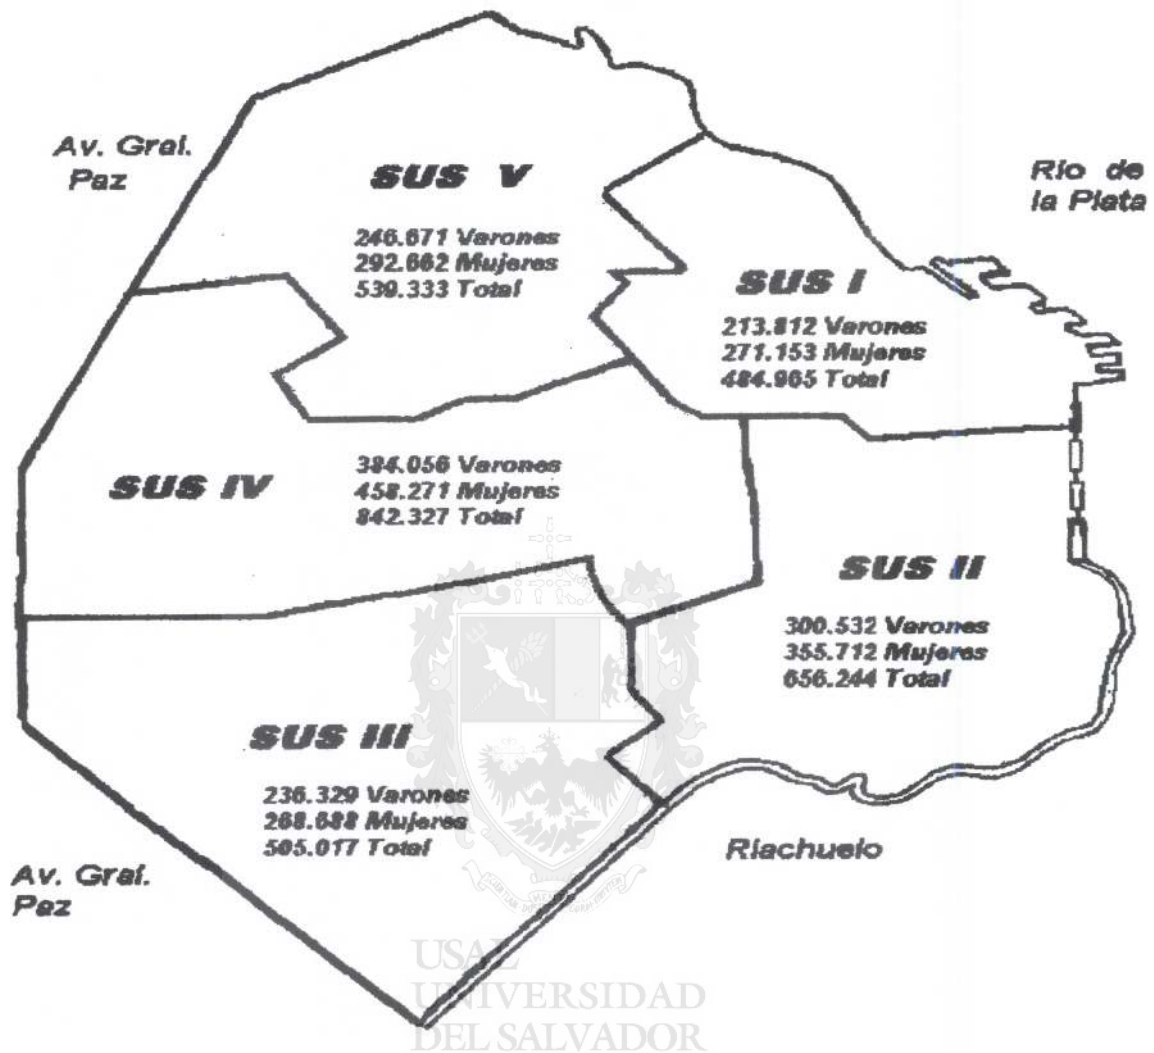 Av. Gral.
Paz
SUS V
246.671 Varones
292.662 Mujeres
539.333 Total
Río de
la Plata
SUS I
213.812 Varones
271.153 Mujeres
484.965 Total
SUS IV
384.056 Varones
458.271 Mujeres
842.327 Total
SUS II
300.532 Varones
355.712 Mujeres
656.244 Total
SUS III
236.329 Varones
268.688 Mujeres
505.017 Total
Riachuelo
Av. Gral.
Paz
USAL
UNIVERSIDAD
DEL SALVADOR